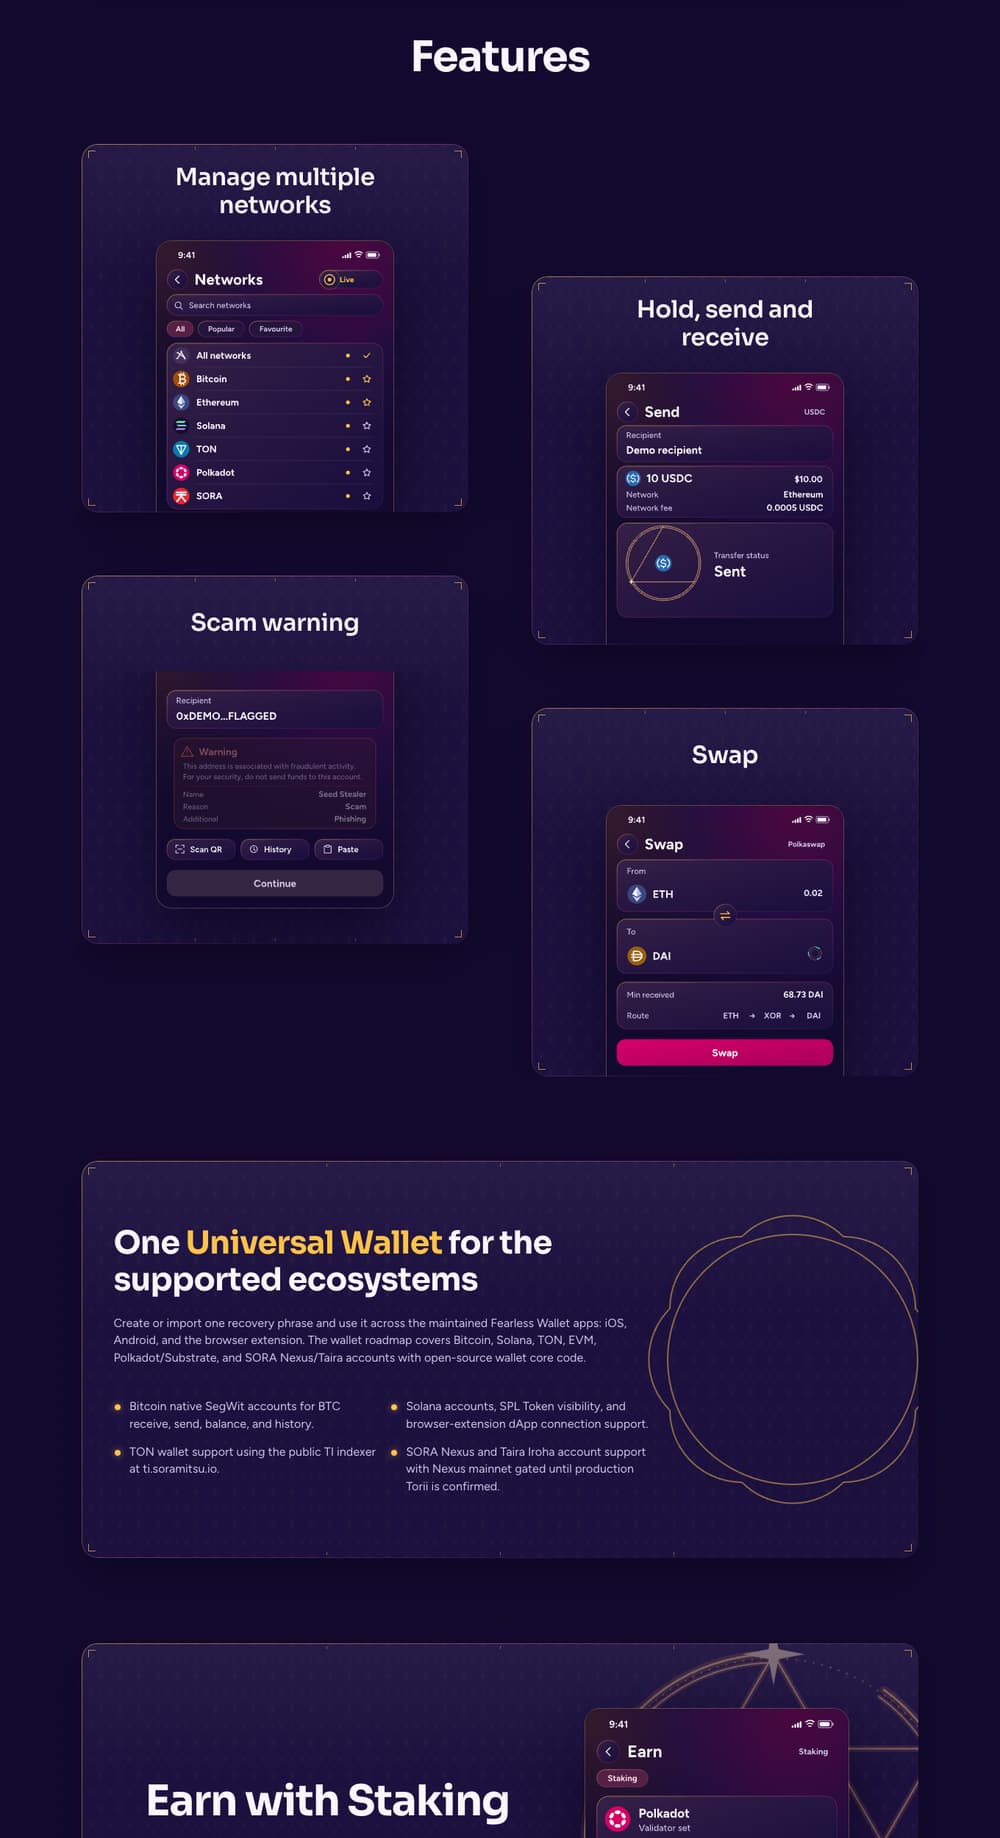 Features
Manage multiple
networks
9:41
Networks
Live
Search networks
All Popular Favourite
All networks
Bitcoin
Ethereum
Solana
TON
Polkadot
SORA
Hold, send and
receive
9:41
Send USDC
Recipient
Demo recipient
10 USDC $10.00
Network Ethereum
Network fee 0.0005 USDC
Transfer status
Sent
Scam warning
Recipient
0xDEMO...FLAGGED
Warning
This address is associated with fraudulent activity.
For your security, do not send funds to this account.
Name Seed Stealer
Reason Scam
Additional Phishing
Scan QR History Paste
Continue
Swap
9:41
Swap Polkaswap
From
ETH 0.02
To
DAI
Min received 68.73 DAI
Route ETH → XOR → DAI
Swap
One Universal Wallet for the
supported ecosystems
Create or import one recovery phrase and use it across the maintained Fearless Wallet apps: iOS,
Android, and the browser extension. The wallet roadmap covers Bitcoin, Solana, TON, EVM,
Polkadot/Substrate, and SORA Nexus/Taira accounts with open-source wallet core code.
Bitcoin native SegWit accounts for BTC
receive, send, balance, and history.
Solana accounts, SPL Token visibility, and
browser-extension dApp connection support.
TON wallet support using the public TI indexer
at ti.soramitsu.io.
SORA Nexus and Taira Iroha account support
with Nexus mainnet gated until production
Torii is confirmed.
Earn with Staking
9:41
Earn Staking
Staking
Polkadot
Validator set